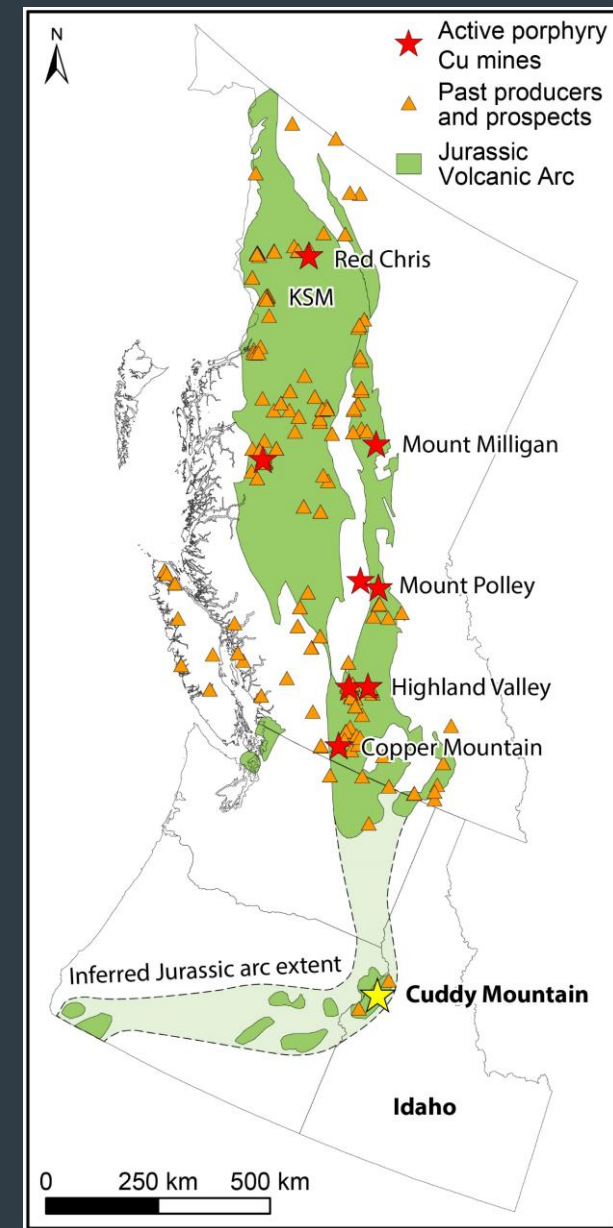 N
Active porphyry
Cu mines
Past producers
and prospects
Jurassic
Volcanic Arc
Red Chris
KSM
Mount Milligan
Mount Polley
Highland Valley
Copper Mountain
Inferred Jurassic arc extent
Cuddy Mountain
Idaho
0 250 km 500 km